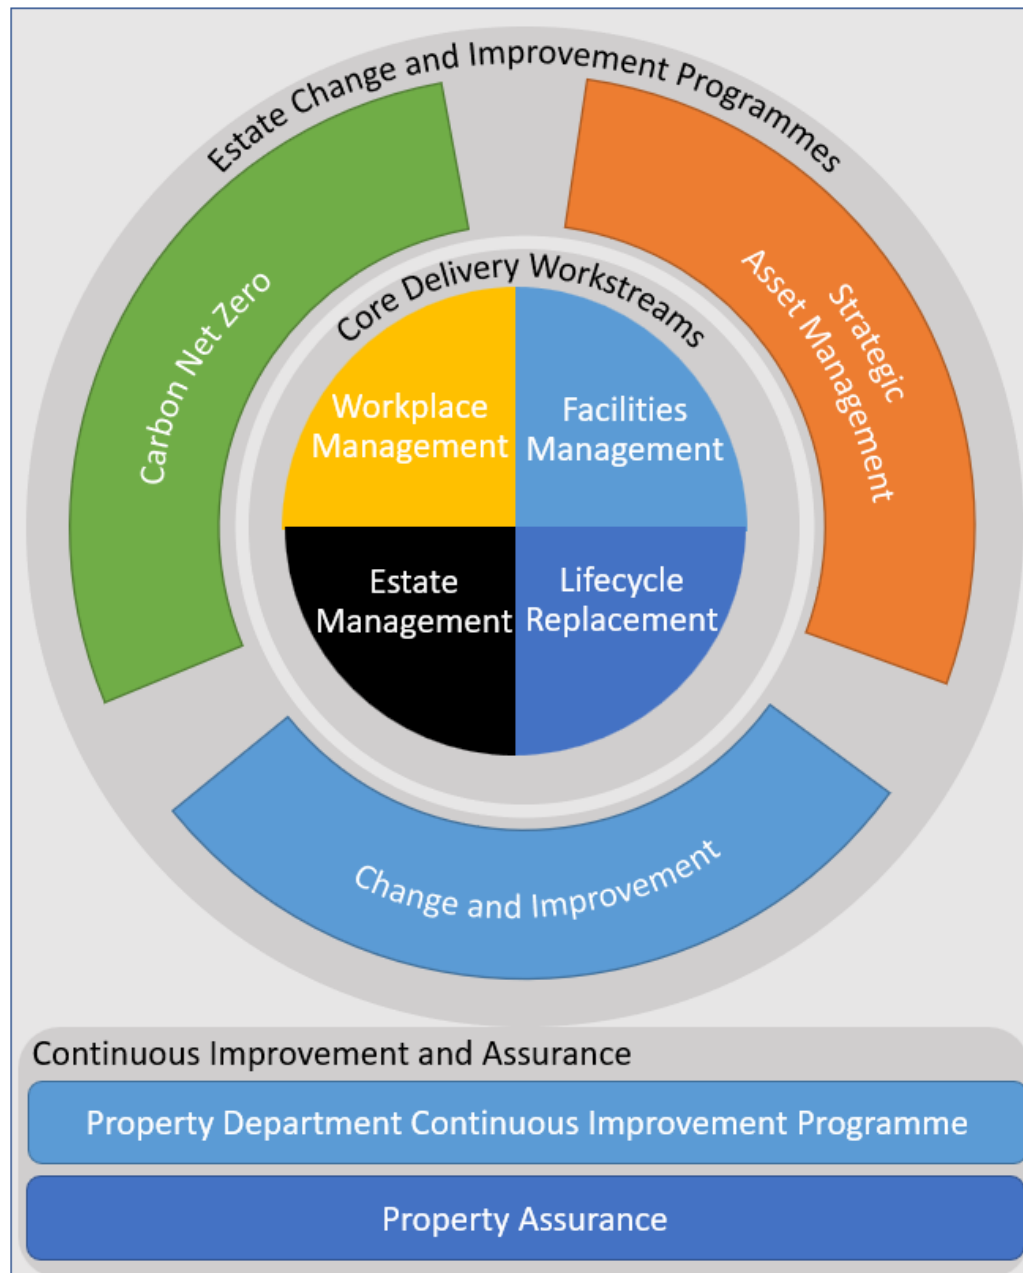 Estate Change and Improvement Programmes
Carbon Net Zero
Strategic
Asset Management
Core Delivery Workstreams
Workplace
Management
Facilities
Management
Estate
Management
Lifecycle
Replacement
Change and Improvement
Continuous Improvement and Assurance
Property Department Continuous Improvement Programme
Property Assurance